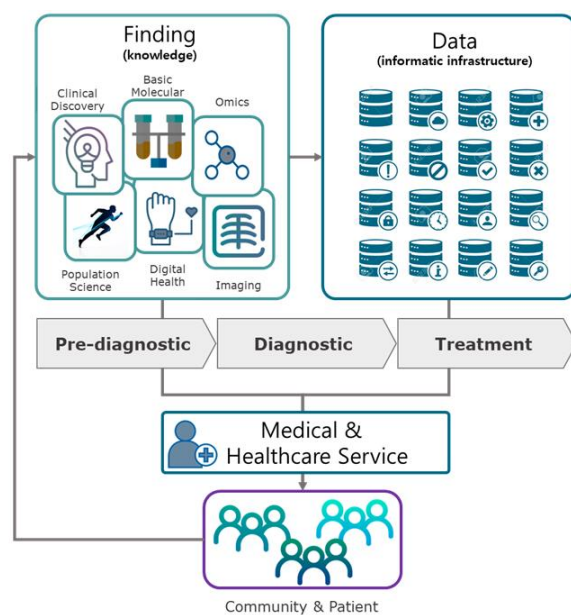 Finding
(knowledge)
Clinical
Discovery
Basic
Molecular
Omics
Population
Science
Digital
Health
Imaging
Data
(informatic infrastructure)
Pre-diagnostic
Diagnostic
Treatment
Medical &
Healthcare Service
Community & Patient